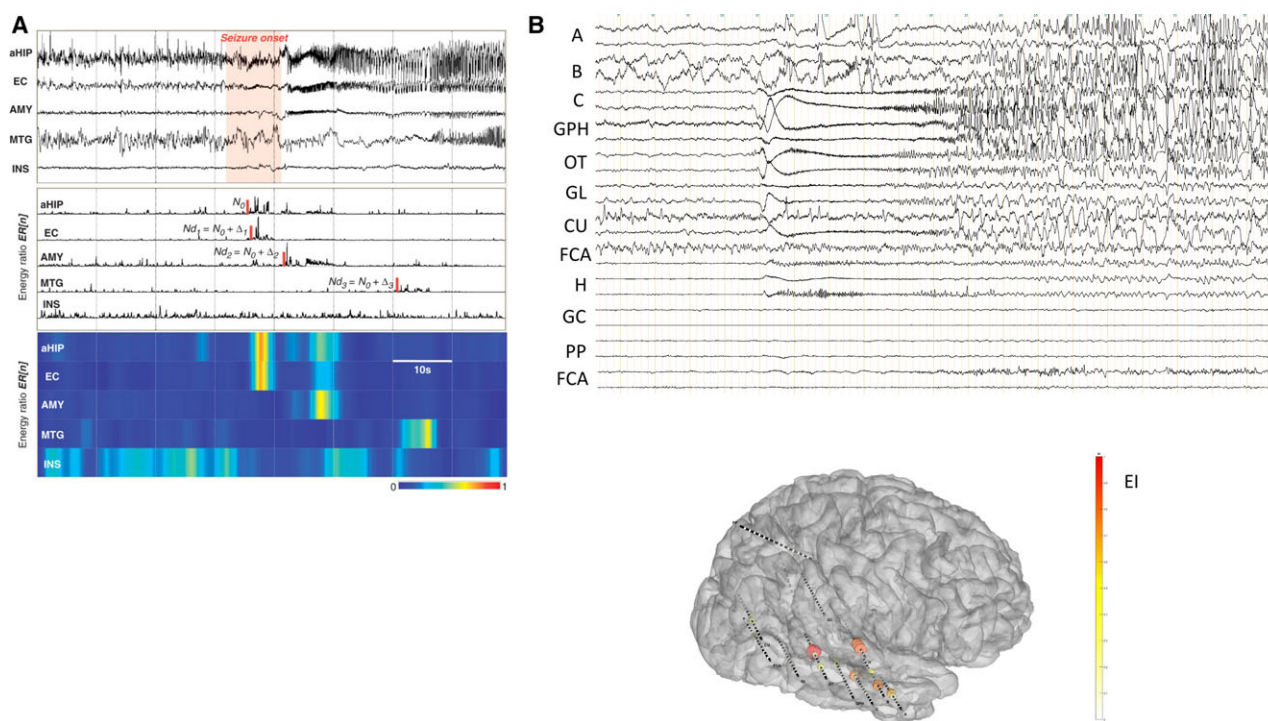 A
Seizure onset
aHIP
EC
AMY
MTG
INS
Energy ratio ER[n]
aHIP
N0
EC
Nd1 = N0 + Δ1
AMY
Nd2 = N0 + Δ2
MTG
Nd3 = N0 + Δ3
INS
Energy ratio ER[n]
aHIP
10s
EC
AMY
MTG
INS
0
1
B
A
B
C
GPH
OT
GL
CU
FCA
H
GC
PP
FCA
EI